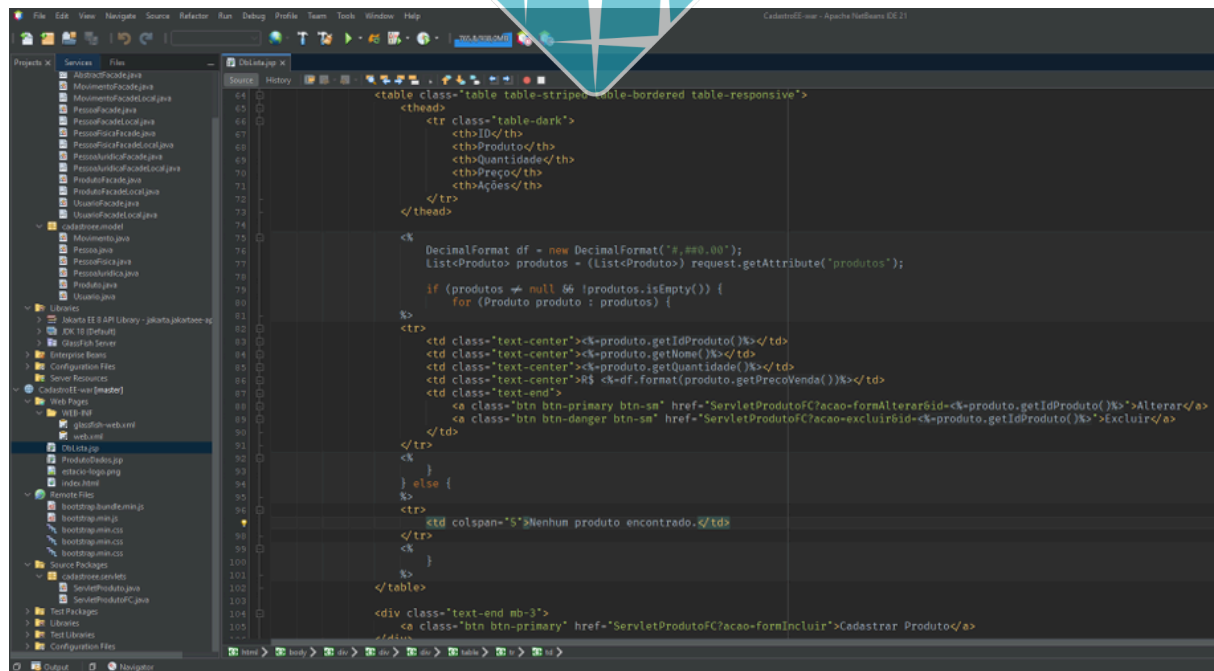 File Edit View Navigate Source Refactor Run Debug Profile Team Tools Window Help
CadastroEE-war - Apache NetBeans IDE 21
Projects × Services Files
AbstractFacade.java
MovimentoFacade.java
MovimentoFacadeLocal.java
PessoaFacade.java
PessoaFacadeLocal.java
PessoaFisicaFacade.java
PessoaFisicaFacadeLocal.java
PessoaJuridicaFacade.java
PessoaJuridicaFacadeLocal.java
ProdutoFacade.java
ProdutoFacadeLocal.java
UsuarioFacade.java
UsuarioFacadeLocal.java
cadastroee.model
Movimento.java
Pessoa.java
PessoaFisica.java
PessoaJuridica.java
Produto.java
Usuario.java
Libraries
Jakarta EE 8 API Library - jakarta.jakartaee-ap
JDK 18 (Default)
GlassFish Server
Enterprise Beans
Configuration Files
Server Resources
CadastroEE-war [master]
Web Pages
WEB-INF
glassfish-web.xml
web.xml
DbLista.jsp
ProdutoDados.jsp
estacio-logo.png
index.html
Remote Files
bootstrap.bundle.min.js
bootstrap.min.js
bootstrap.min.css
bootstrap.min.css
Source Packages
cadastroee.servlets
ServletProduto.java
ServletProdutoFC.java
Test Packages
Libraries
Test Libraries
Configuration Files
Output Navigator
DbLista.jsp ×
Source History
64 <table class="table table-striped table-bordered table-responsive">
65 <thead>
66 <tr class="table-dark">
67 <th>ID</th>
68 <th>Produto</th>
69 <th>Quantidade</th>
70 <th>Preço</th>
71 <th>Ações</th>
72 </tr>
73 </thead>
74
75 <%
76 DecimalFormat df = new DecimalFormat("#,##0.00");
77 List<Produto> produtos = (List<Produto>) request.getAttribute("produtos");
78
79 if (produtos != null && !produtos.isEmpty()) {
80 for (Produto produto : produtos) {
81 %>
82 <tr>
83 <td class="text-center"><%=produto.getIdProduto()%></td>
84 <td class="text-center"><%=produto.getNome()%></td>
85 <td class="text-center"><%=produto.getQuantidade()%></td>
86 <td class="text-center">R$ <%=df.format(produto.getPrecoVenda())%></td>
87 <td class="text-end">
88 <a class="btn btn-primary btn-sm" href="ServletProdutoFC?acao=formAlterar&id=<%=produto.getIdProduto()%>">Alterar</a>
89 <a class="btn btn-danger btn-sm" href="ServletProdutoFC?acao=excluir&id=<%=produto.getIdProduto()%>">Excluir</a>
90 </td>
91 </tr>
92 <%
93 }
94 } else {
95 %>
96 <tr>
<td colspan="5">Nenhum produto encontrado.</td>
98 </tr>
99 <%
100 }
101 %>
102 </table>
103
104 <div class="text-end mb-3">
105 <a class="btn btn-primary" href="ServletProdutoFC?acao=formIncluir">Cadastrar Produto</a>
</div>
html body div div div table tr td